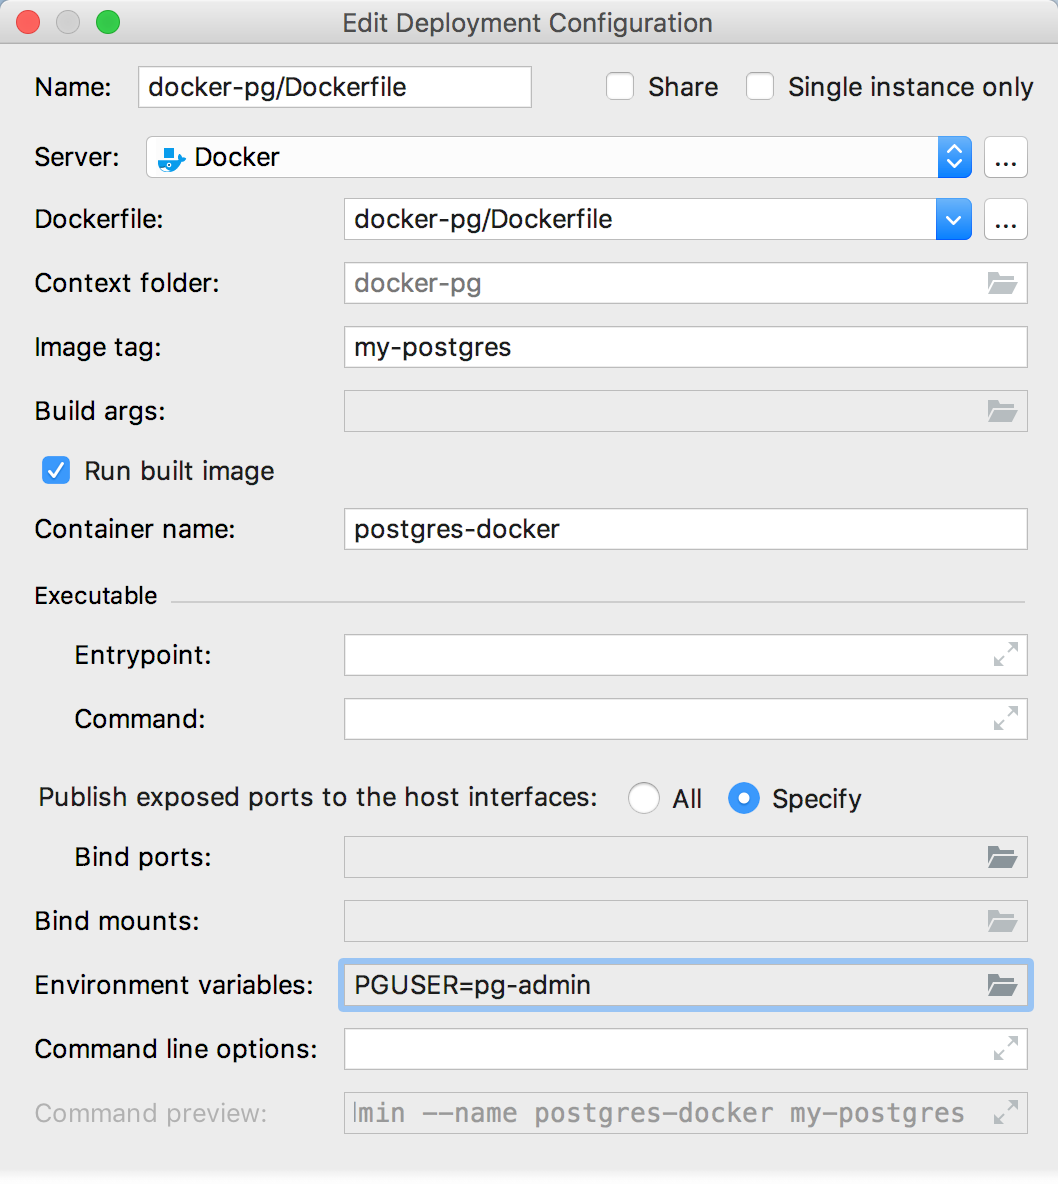 Edit Deployment Configuration
Name: docker-pg/Dockerfile Share Single instance only
Server: Docker ...
Dockerfile: docker-pg/Dockerfile ...
Context folder: docker-pg
Image tag: my-postgres
Build args:
Run built image
Container name: postgres-docker
Executable
Entrypoint:
Command:
Publish exposed ports to the host interfaces: All Specify
Bind ports:
Bind mounts:
Environment variables: PGUSER=pg-admin
Command line options:
Command preview: min --name postgres-docker my-postgres